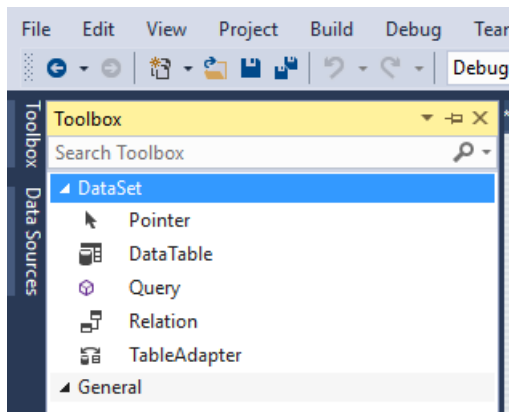 File Edit View Project Build Debug
Debug
Toolbox
Data Sources
Toolbox
Search Toolbox
DataSet
Pointer
DataTable
Query
Relation
TableAdapter
General